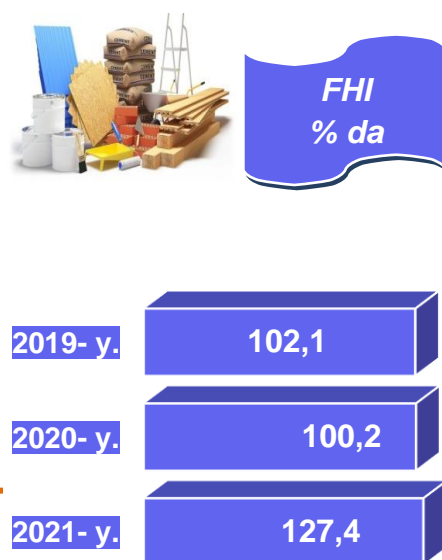 FHI
% da
2019- y. 102,1
2020- y. 100,2
2021- y. 127,4